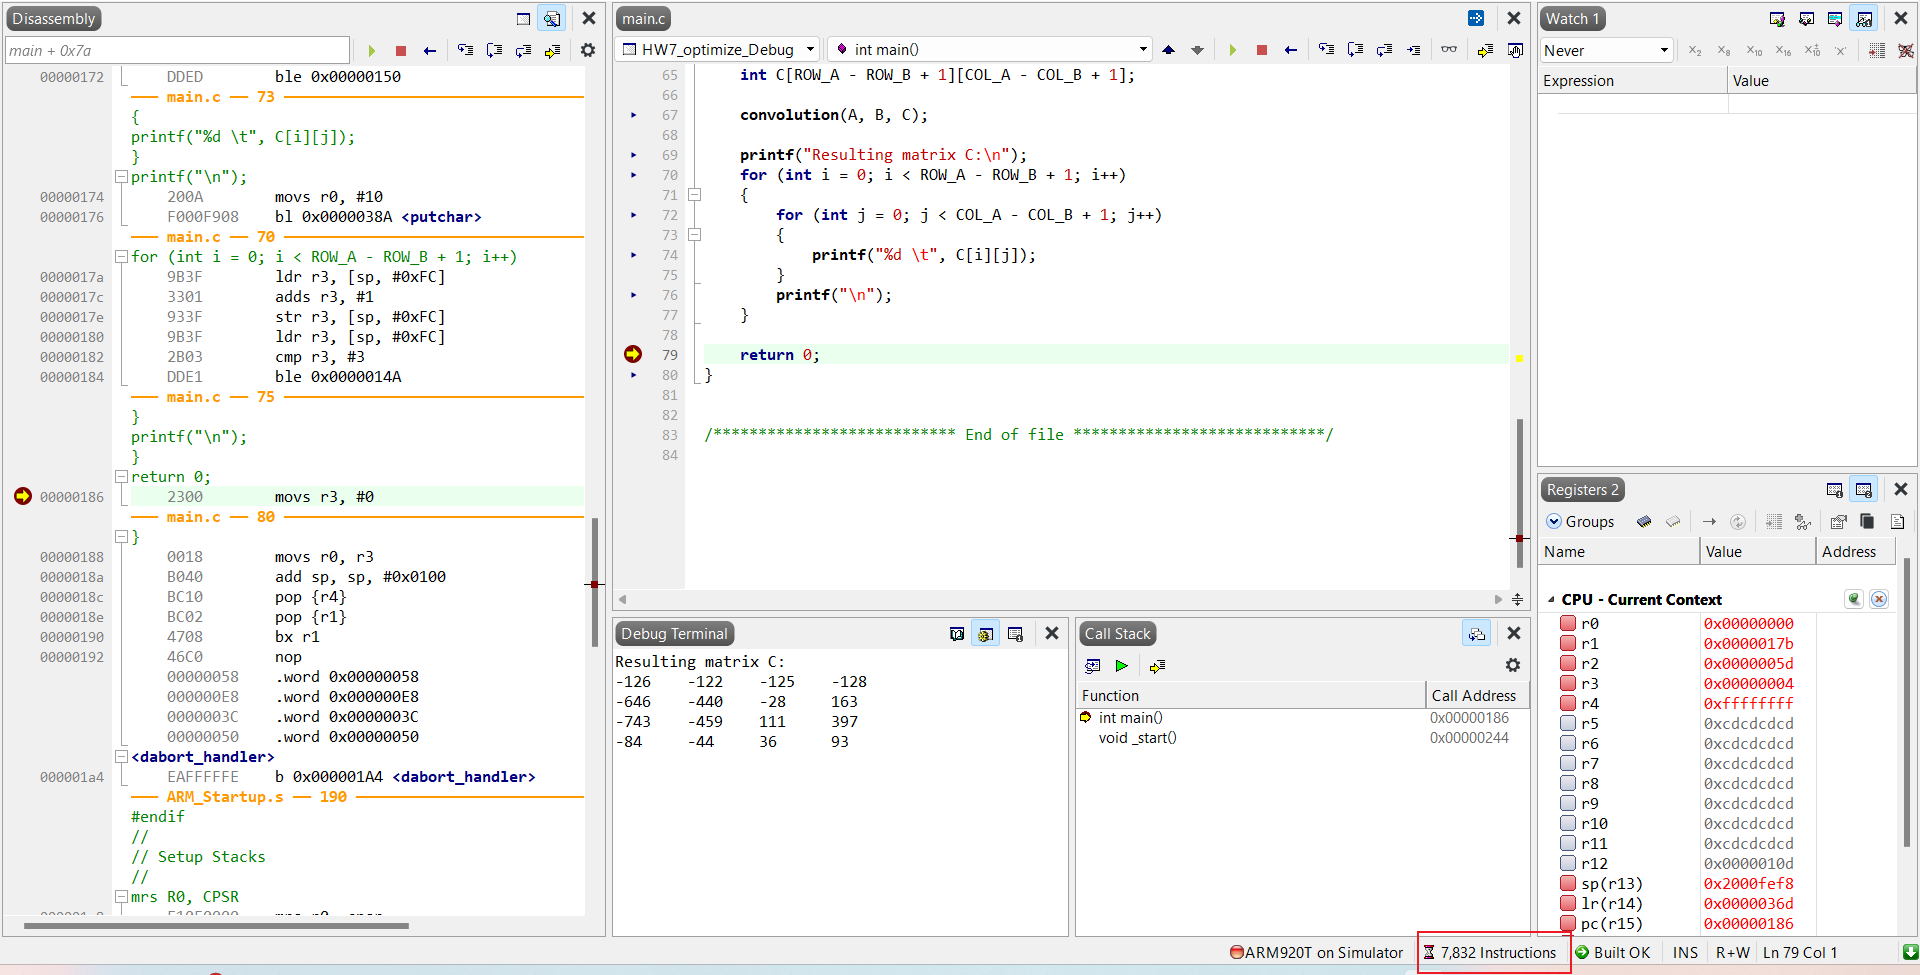 Disassembly
main + 0x7a
00000172 DDED ble 0x00000150
main.c 73
{
printf("%d \t", C[i][j]);
}
printf("\n");
00000174 200A movs r0, #10
00000176 F000F908 bl 0x0000038A <putchar>
main.c 70
for (int i = 0; i < ROW_A - ROW_B + 1; i++)
0000017a 9B3F ldr r3, [sp, #0xFC]
0000017c 3301 adds r3, #1
0000017e 933F str r3, [sp, #0xFC]
00000180 9B3F ldr r3, [sp, #0xFC]
00000182 2B03 cmp r3, #3
00000184 DDE1 ble 0x0000014A
main.c 75
}
printf("\n");
}
return 0;
00000186 2300 movs r3, #0
main.c 80
}
00000188 0018 movs r0, r3
0000018a B040 add sp, sp, #0x0100
0000018c BC10 pop {r4}
0000018e BC02 pop {r1}
00000190 4708 bx r1
00000192 46C0 nop
00000058 .word 0x00000058
000000E8 .word 0x000000E8
0000003C .word 0x0000003C
00000050 .word 0x00000050
<dabort_handler>
000001a4 EAFFFFFE b 0x000001A4 <dabort_handler>
ARM_Startup.s 190
#endif
//
// Setup Stacks
//
mrs R0, CPSR
main.c
HW7_optimize_Debug int main()
65 int C[ROW_A - ROW_B + 1][COL_A - COL_B + 1];
66
67 convolution(A, B, C);
68
69 printf("Resulting matrix C:\n");
70 for (int i = 0; i < ROW_A - ROW_B + 1; i++)
71 {
72 for (int j = 0; j < COL_A - COL_B + 1; j++)
73 {
74 printf("%d \t", C[i][j]);
75 }
76 printf("\n");
77 }
78
79 return 0;
80 }
81
82
83 /*************************** End of file ****************************/
84
Debug Terminal
Resulting matrix C:
-126 -122 -125 -128
-646 -440 -28 163
-743 -459 111 397
-84 -44 36 93
Call Stack
Function Call Address
int main() 0x00000186
void _start() 0x00000244
Watch 1
Never x2 x8 x10 x16 x±10 x'
Expression Value
Registers 2
Groups
Name Value Address
CPU - Current Context
r0 0x00000000
r1 0x0000017b
r2 0x0000005d
r3 0x00000004
r4 0xffffffff
r5 0xcdcdcdcd
r6 0xcdcdcdcd
r7 0xcdcdcdcd
r8 0xcdcdcdcd
r9 0xcdcdcdcd
r10 0xcdcdcdcd
r11 0xcdcdcdcd
r12 0x0000010d
sp(r13) 0x2000fef8
lr(r14) 0x0000036d
pc(r15) 0x00000186
ARM920T on Simulator 7,832 Instructions Built OK INS R+W Ln 79 Col 1